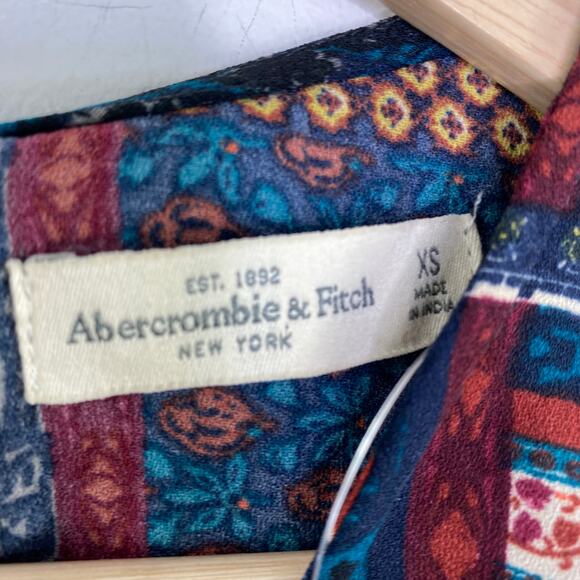 EST. 1892
Abercrombie & Fitch
NEW YORK
XS
MADE
IN INDIA